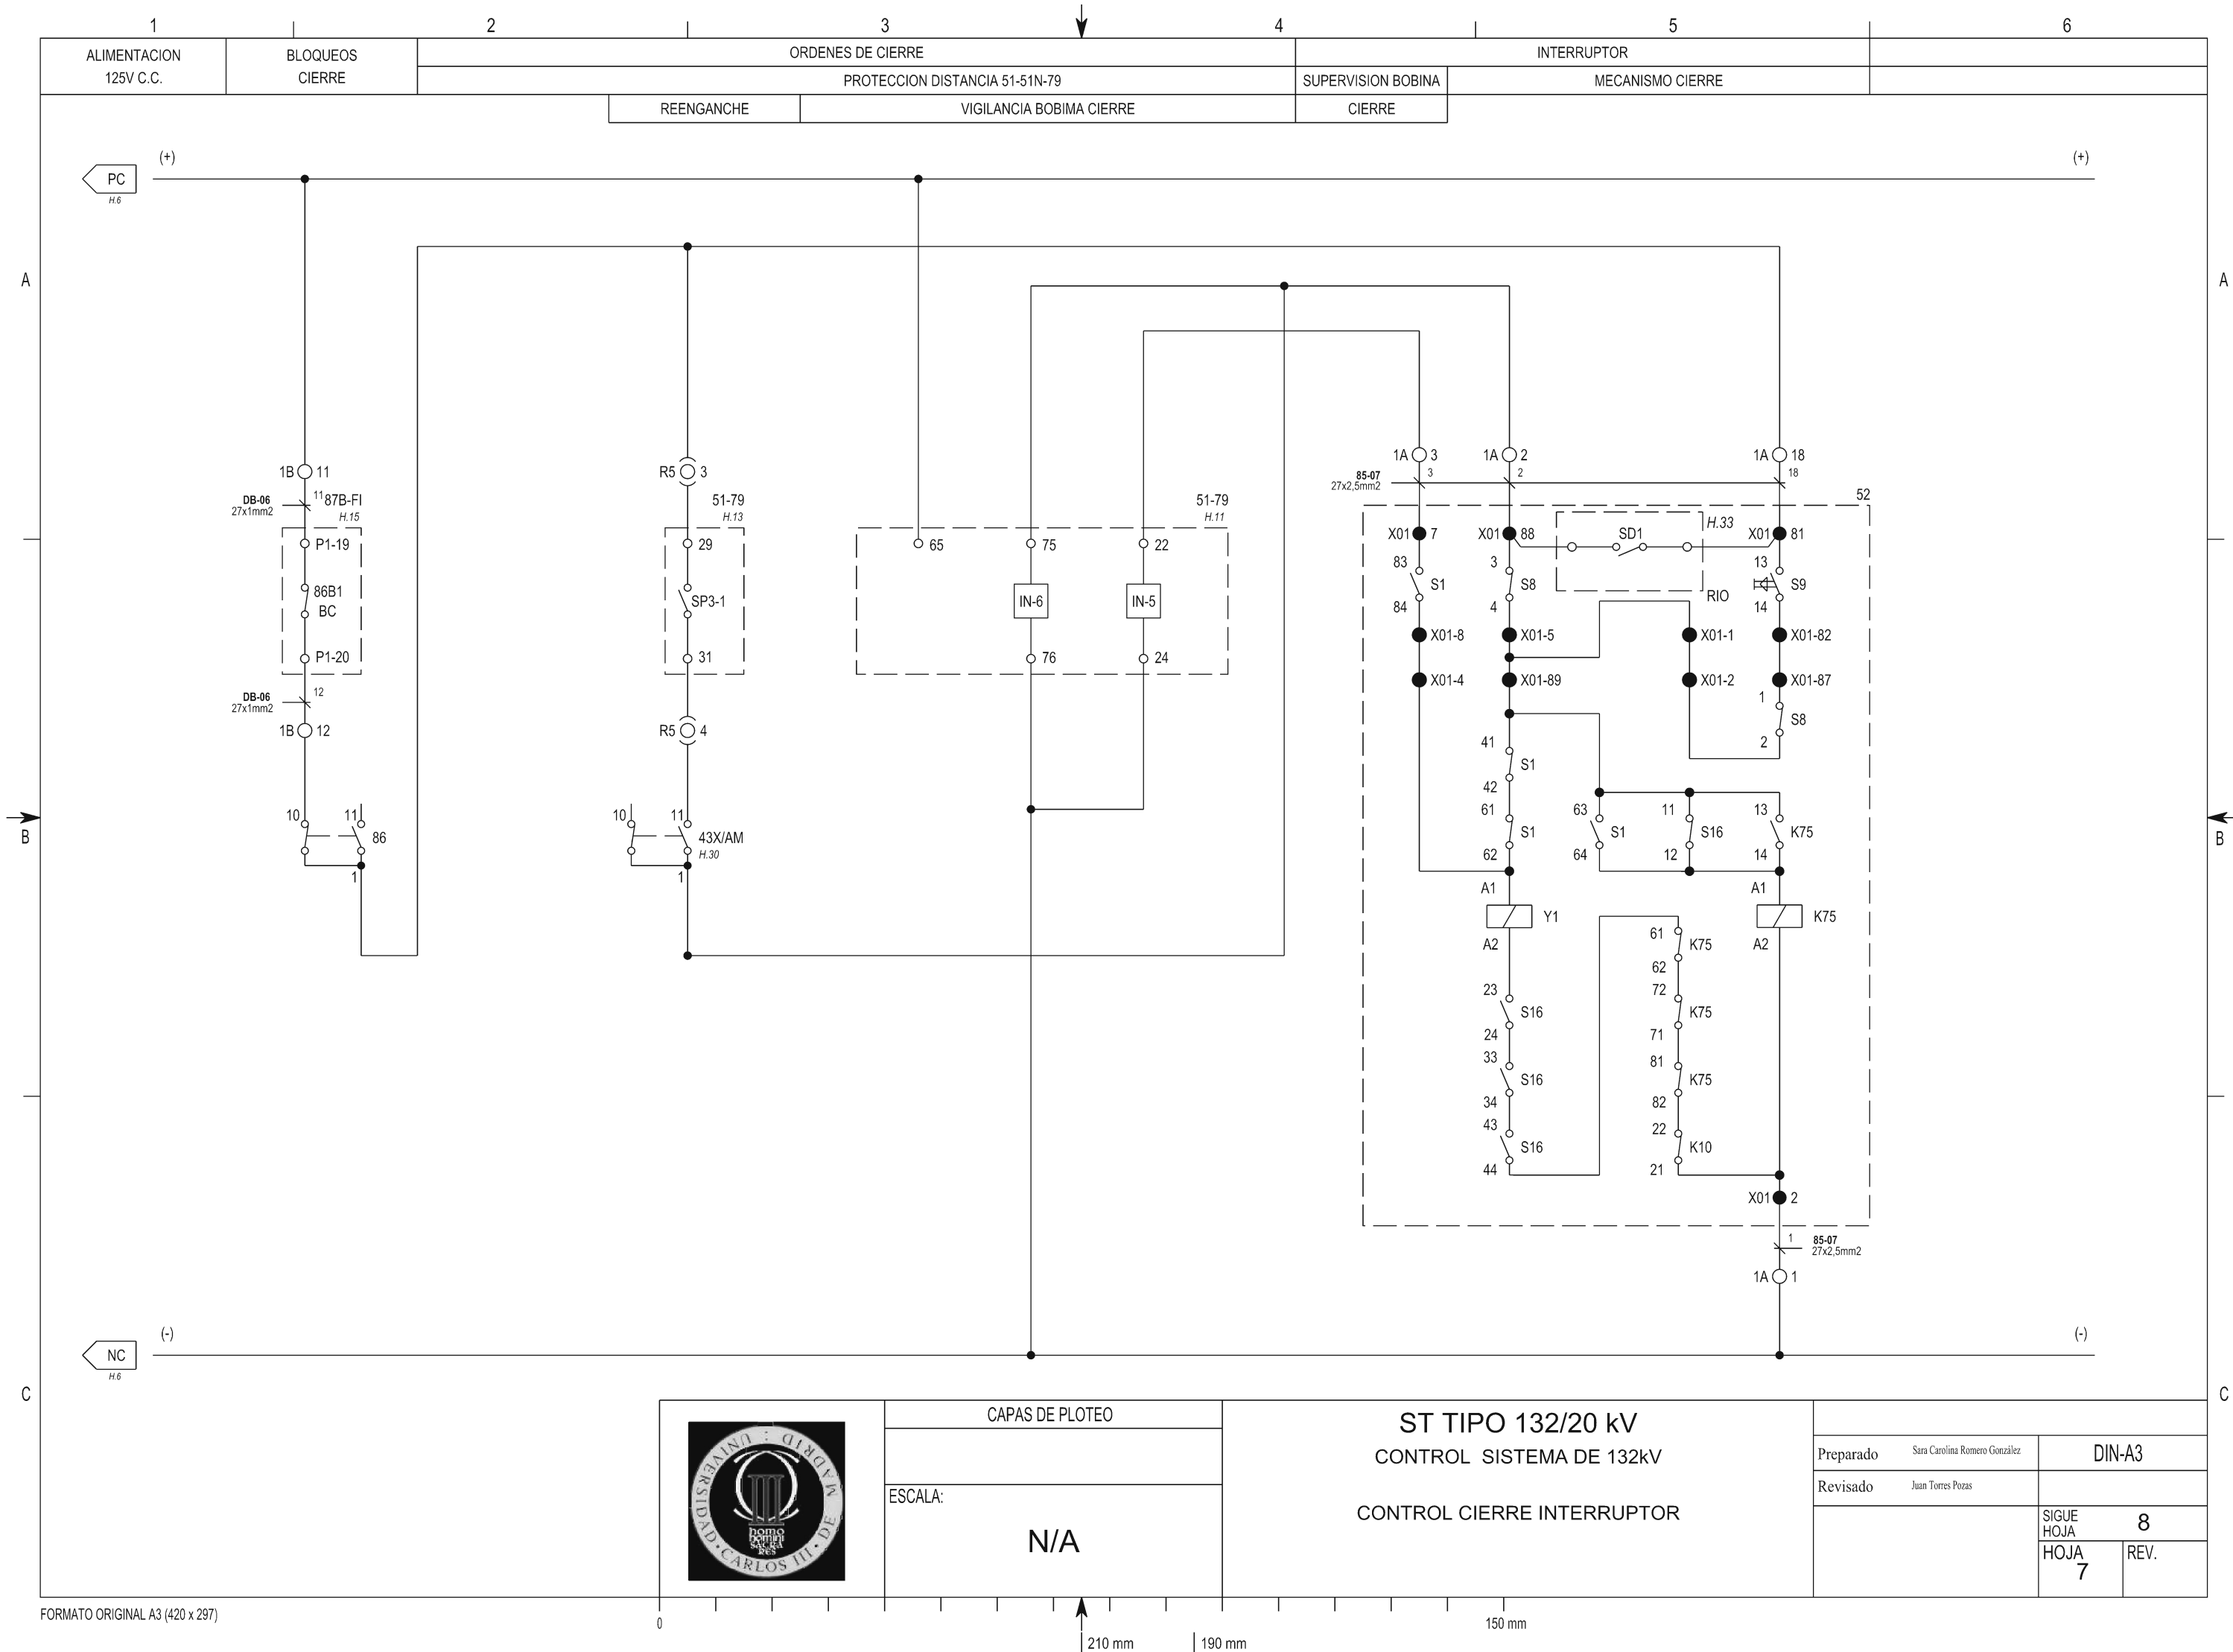 1 2 3 4 5 6
ALIMENTACION
125V C.C.
BLOQUEOS
CIERRE
ORDENES DE CIERRE
INTERRUPTOR
PROTECCION DISTANCIA 51-51N-79
SUPERVISION BOBINA
MECANISMO CIERRE
REENGANCHE
VIGILANCIA BOBIMA CIERRE
CIERRE
(+)
(+)
PC
H.6
A
A
1B 11
DB-06
27x1mm2
11
87B-FI
H.15
P1-19
86B1
BC
P1-20
DB-06
27x1mm2
12
1B 12
10 11
86
1
R5 3
51-79
H.13
29
SP3-1
31
R5 4
10 11
43X/AM
H.30
1
51-79
H.11
65
75
22
IN-6
IN-5
76
24
1A 3
1A 2
1A 18
85-07
27x2,5mm2
3
2
18
52
X01 7
X01 88
SD1
H.33
X01 81
83
S1
84
3
S8
4
RIO
13
S9
14
X01-8
X01-5
X01-1
X01-82
X01-4
X01-89
X01-2
X01-87
1
S8
2
41
S1
42
61
S1
62
63
S1
64
11
S16
12
13
K75
14
A1
Y1
A2
A1
K75
A2
61
K75
62
23
S16
24
72
K75
71
33
S16
34
81
K75
82
43
S16
44
22
K10
21
X01 2
1
85-07
27x2,5mm2
1A 1
B
B
(-)
(-)
NC
H.6
C
C
UNIVERSIDAD · CARLOS III · DE MADRID :
homo
homini
SACRA
RES
CAPAS DE PLOTEO
ESCALA:
N/A
ST TIPO 132/20 kV
CONTROL SISTEMA DE 132kV
CONTROL CIERRE INTERRUPTOR
Preparado Sara Carolina Romero González
DIN-A3
Revisado Juan Torres Pozas
SIGUE
HOJA
8
HOJA
7
REV.
FORMATO ORIGINAL A3 (420 x 297)
0
150 mm
210 mm
190 mm